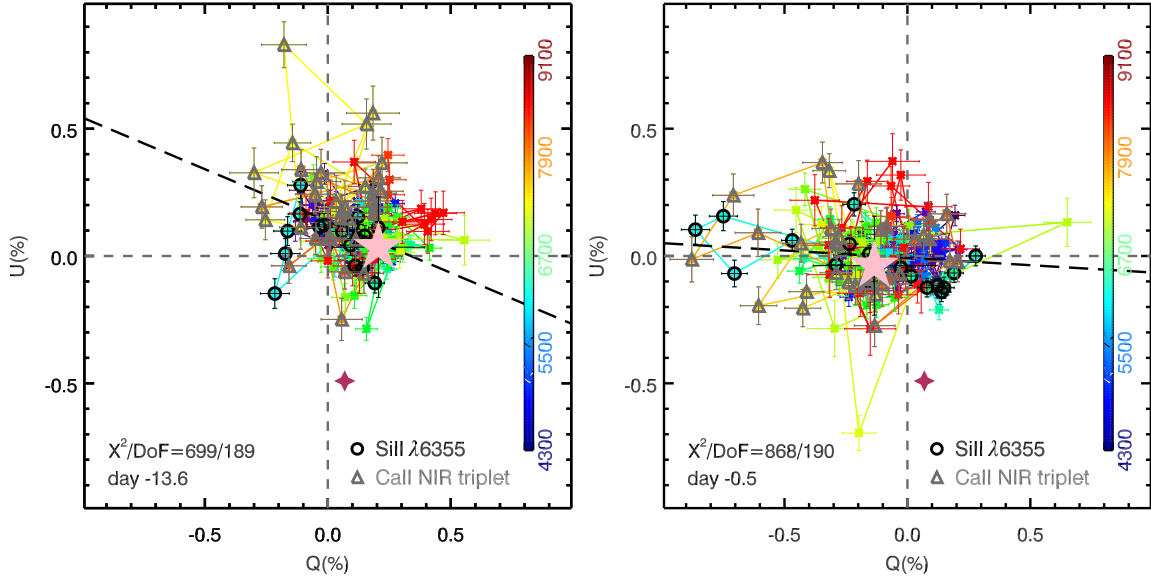 0.5
0.0
-0.5
U(%)
-0.5
0.0
0.5
Q(%)
9100
7900
6700
5500
4300
X²/DoF=699/189
day -13.6
SiII λ6355
CaII NIR triplet
0.5
0.0
-0.5
U(%)
-0.5
0.0
0.5
Q(%)
9100
7900
6700
5500
4300
X²/DoF=868/190
day -0.5
SiII λ6355
CaII NIR triplet